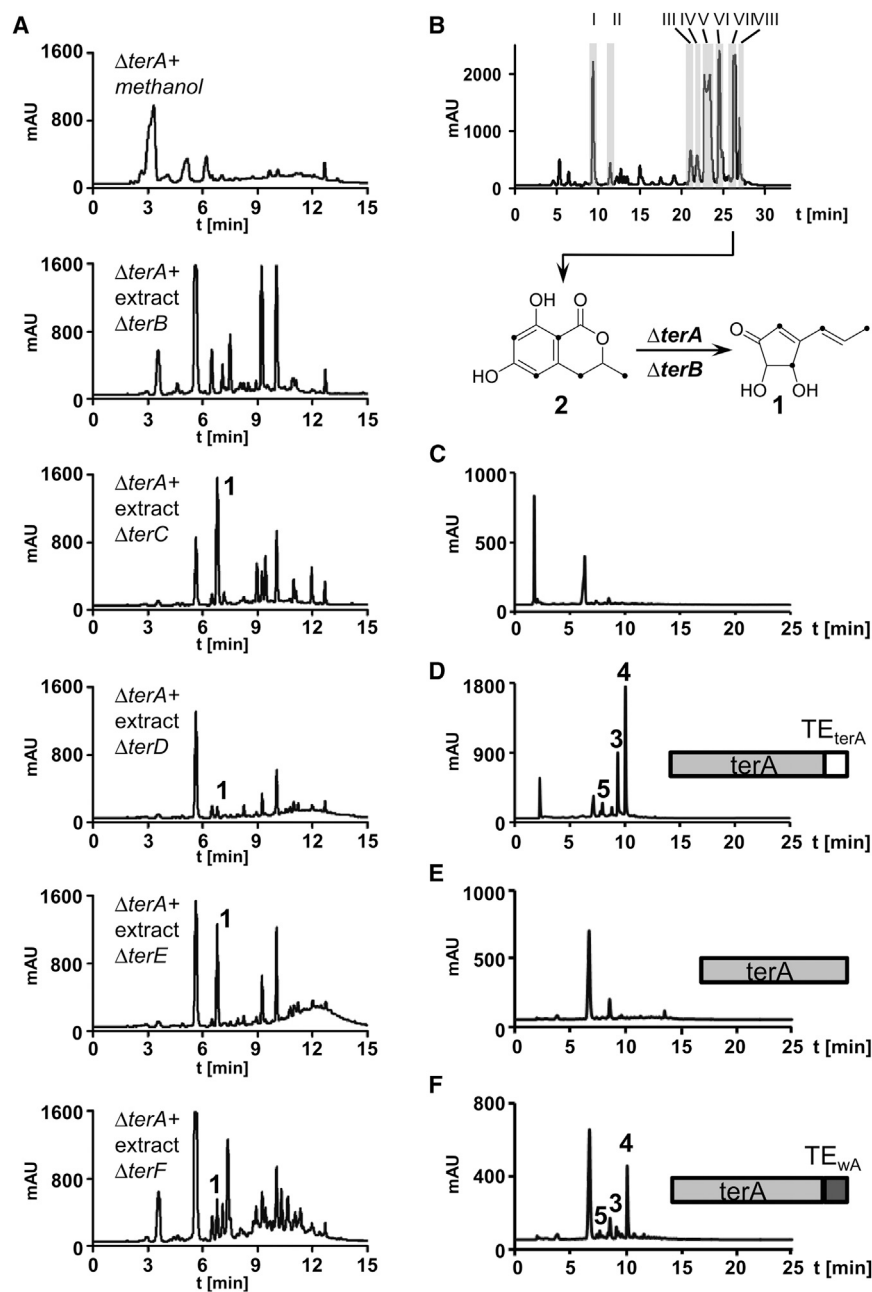 A
1600
800
0
mAU
ΔterA+
methanol
0 3 6 9 12 15
t [min]
1600
800
0
mAU
ΔterA+
extract
ΔterB
0 3 6 9 12 15
t [min]
1600
800
0
mAU
ΔterA+
extract
ΔterC
1
0 3 6 9 12 15
t [min]
1600
800
0
mAU
ΔterA+
extract
ΔterD
1
0 3 6 9 12 15
t [min]
1600
800
0
mAU
ΔterA+
extract
ΔterE
1
0 3 6 9 12 15
t [min]
1600
800
0
mAU
ΔterA+
extract
ΔterF
1
0 3 6 9 12 15
t [min]
B
I II III IV V VI VII VIII
2000
1000
0
mAU
0 10 20 30 t [min]
OH O
O
HO
2
ΔterA
ΔterB
O
HO OH
1
C
1000
500
0
mAU
0 5 10 15 20 25
t [min]
D
1800
900
0
mAU
4
3
5
TEterA
terA
0 5 10 15 20 25
t [min]
E
1000
500
0
mAU
terA
0 5 10 15 20 25
t [min]
F
800
400
0
mAU
4
3
5
TEwA
terA
0 5 10 15 20 25
t [min]